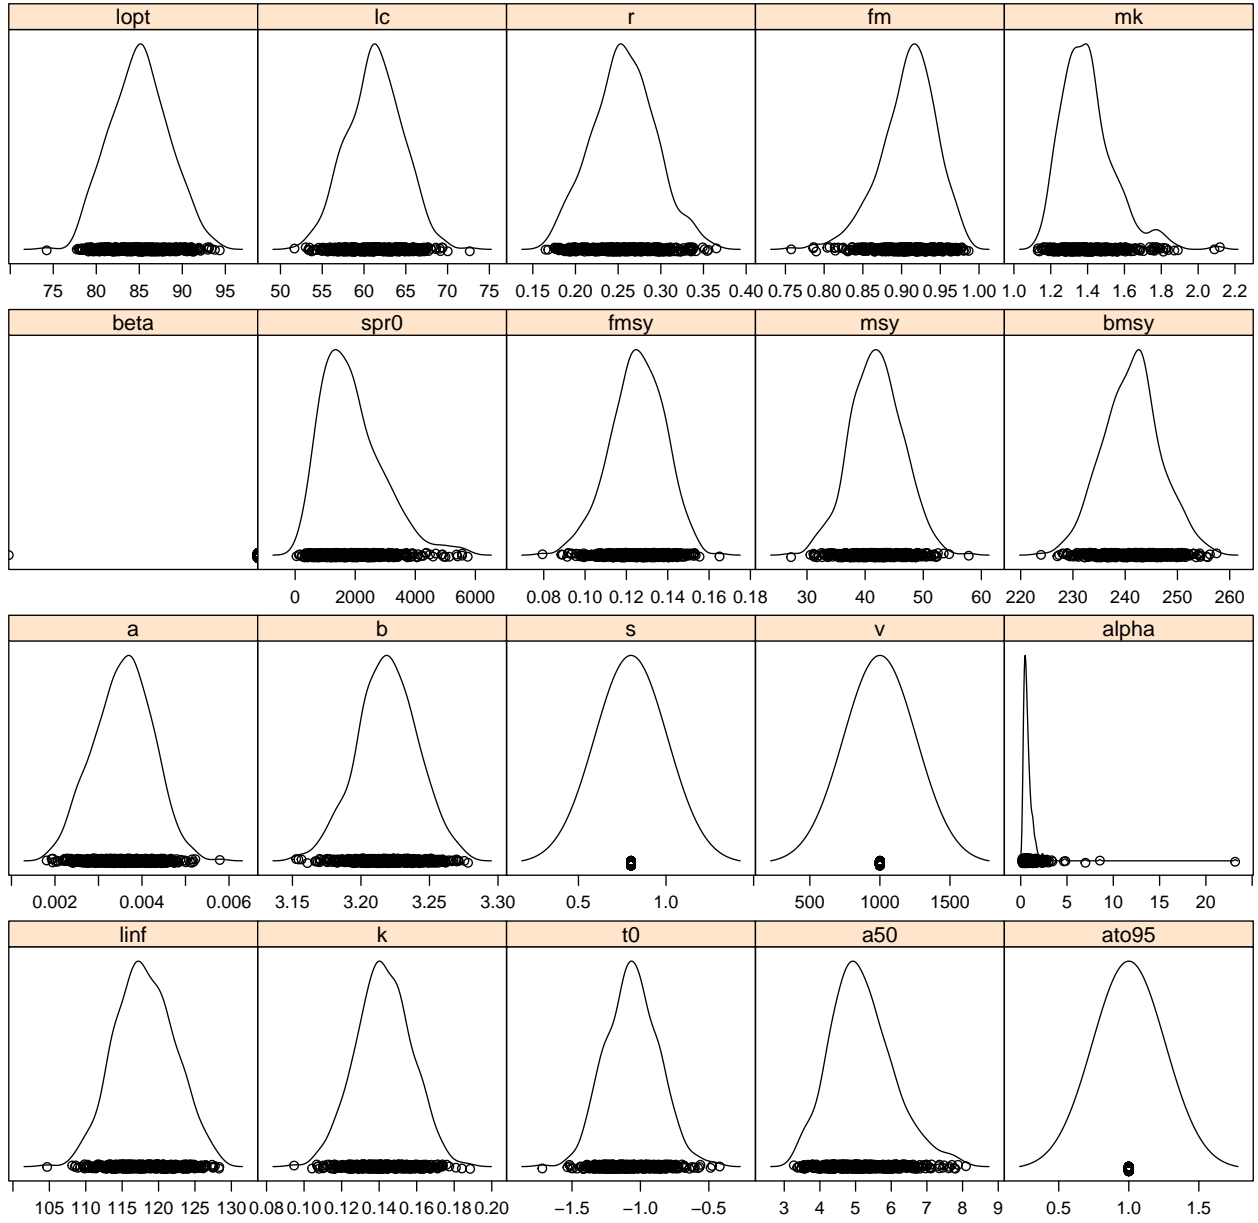 lopt lc r fm mk
75 80 85 90 95 50 55 60 65 70 75 0.15 0.20 0.25 0.30 0.35 0.40 0.75 0.80 0.85 0.90 0.95 1.00 1.0 1.2 1.4 1.6 1.8 2.0 2.2
beta spr0 fmsy msy bmsy
0 2000 4000 6000 0.08 0.10 0.12 0.14 0.16 0.18 30 40 50 60 220 230 240 250 260
a b s v alpha
0.002 0.004 0.006 3.15 3.20 3.25 3.30 0.5 1.0 500 1000 1500 0 5 10 15 20
linf k t0 a50 ato95
105 110 115 120 125 130 0.08 0.10 0.12 0.14 0.16 0.18 0.20 −1.5 −1.0 −0.5 3 4 5 6 7 8 9 0.5 1.0 1.5